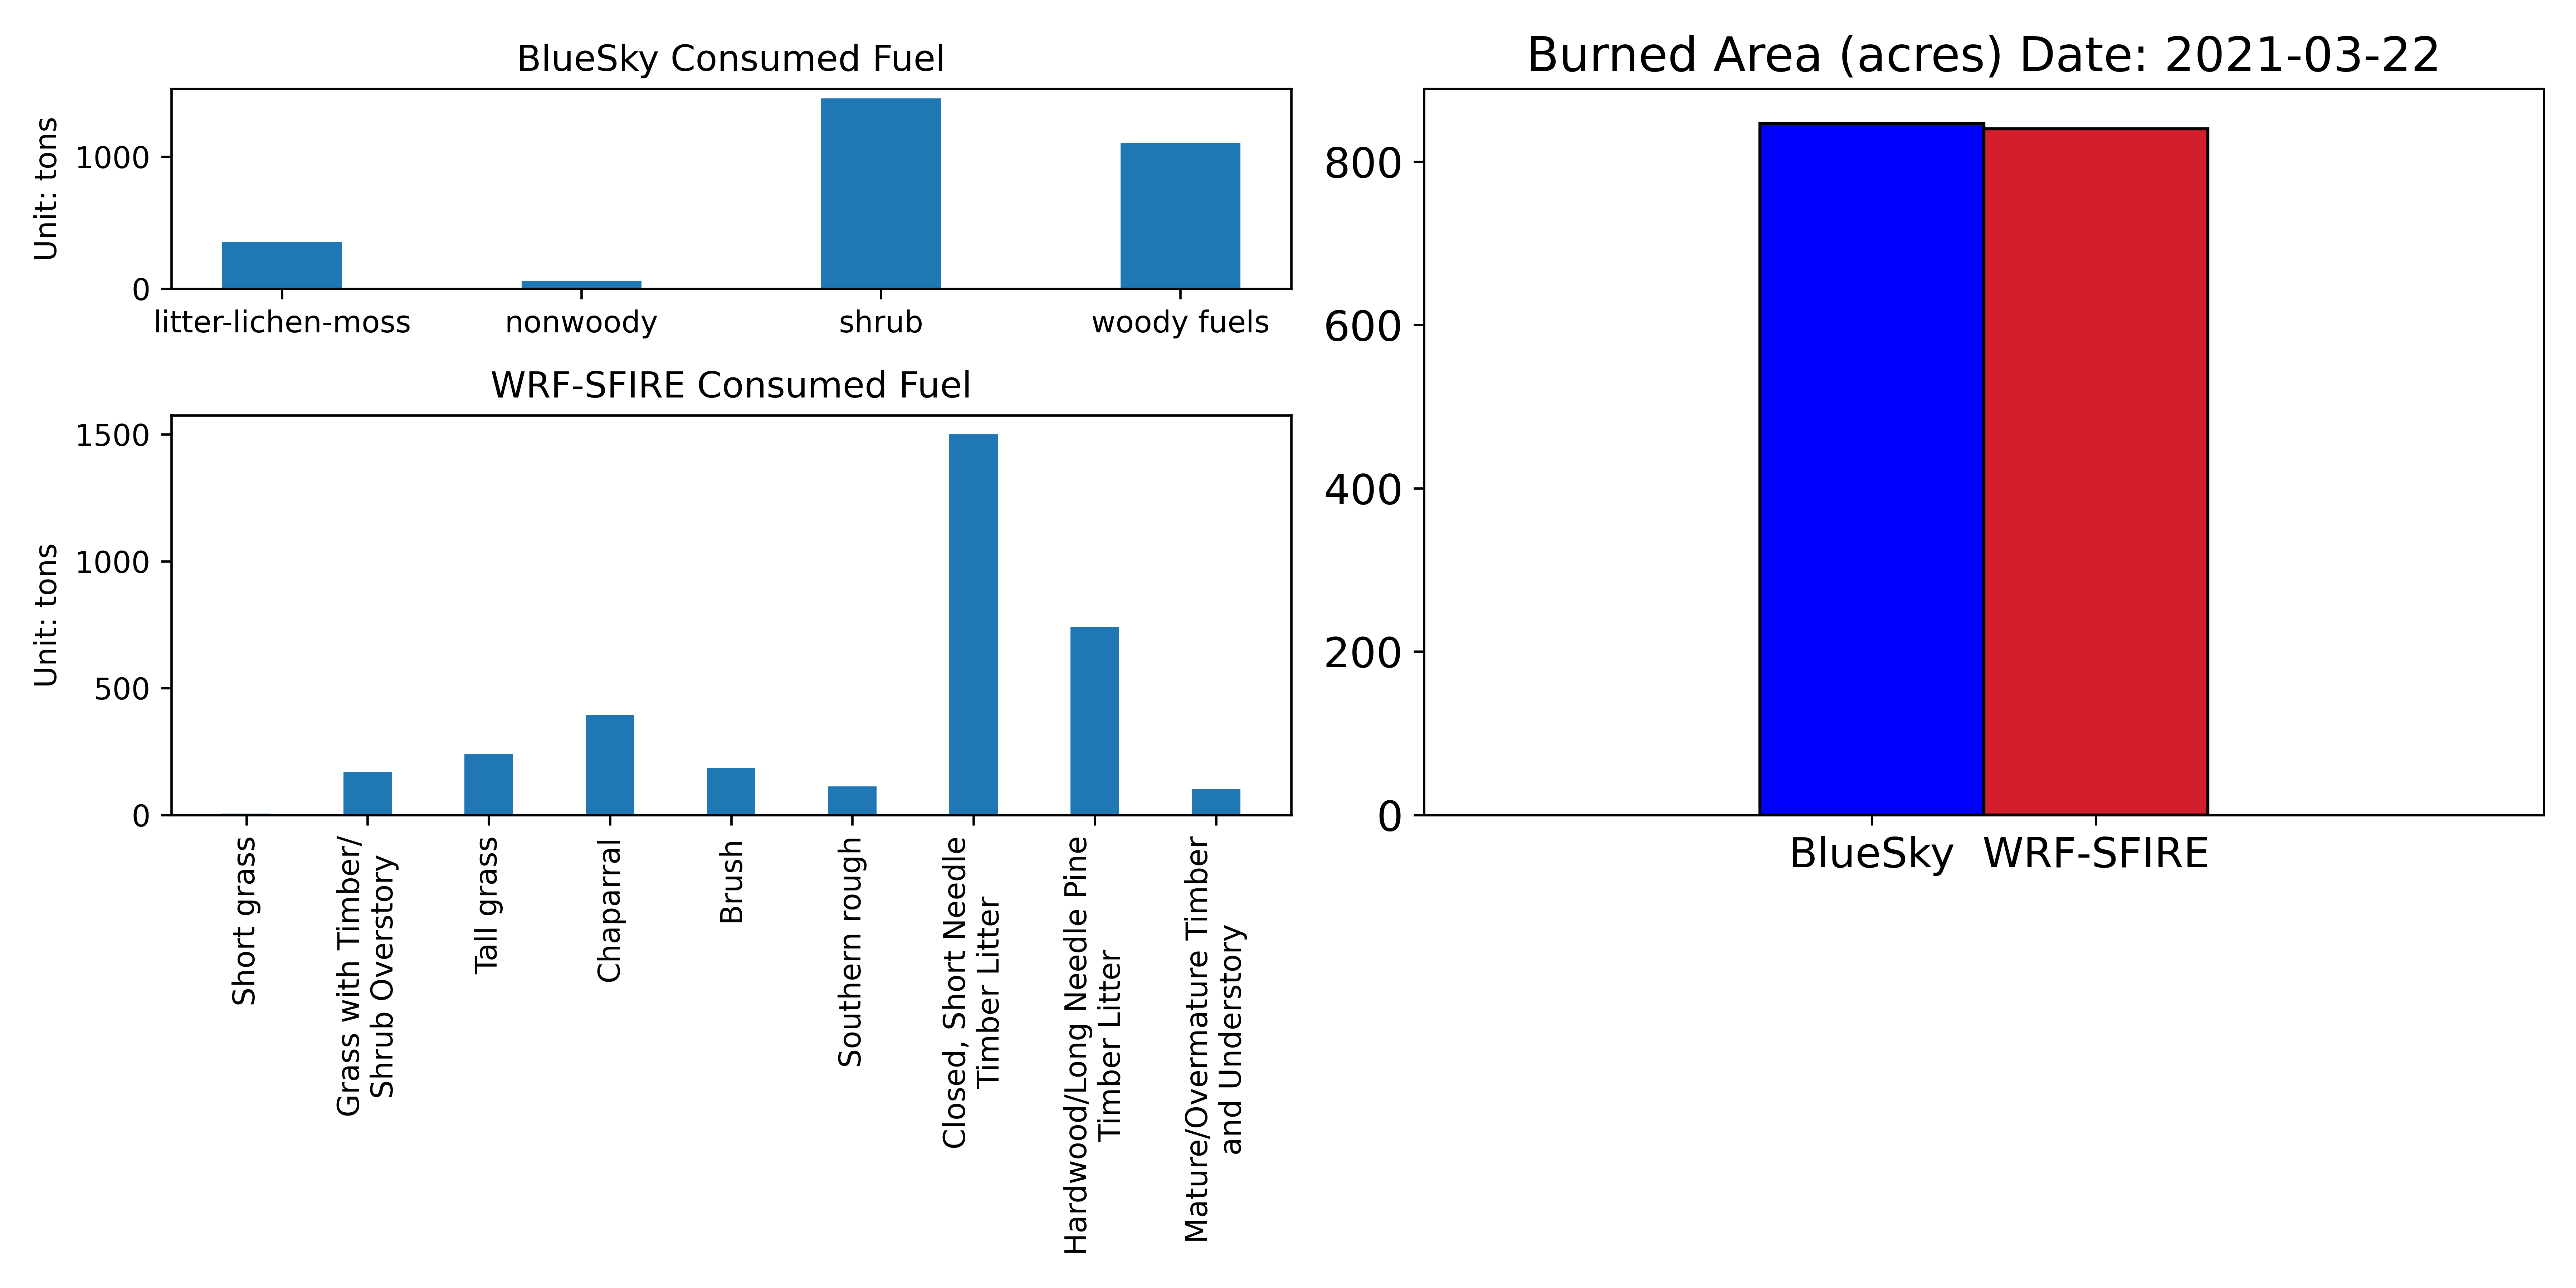 BlueSky Consumed Fuel
Unit: tons
1000
0
litter-lichen-moss
nonwoody
shrub
woody fuels
WRF-SFIRE Consumed Fuel
Unit: tons
1500
1000
500
0
Short grass
Grass with Timber/
Shrub Overstory
Tall grass
Chaparral
Brush
Southern rough
Closed, Short Needle
Timber Litter
Hardwood/Long Needle Pine
Timber Litter
Mature/Overmature Timber
and Understory
Burned Area (acres) Date: 2021-03-22
800
600
400
200
0
BlueSky
WRF-SFIRE